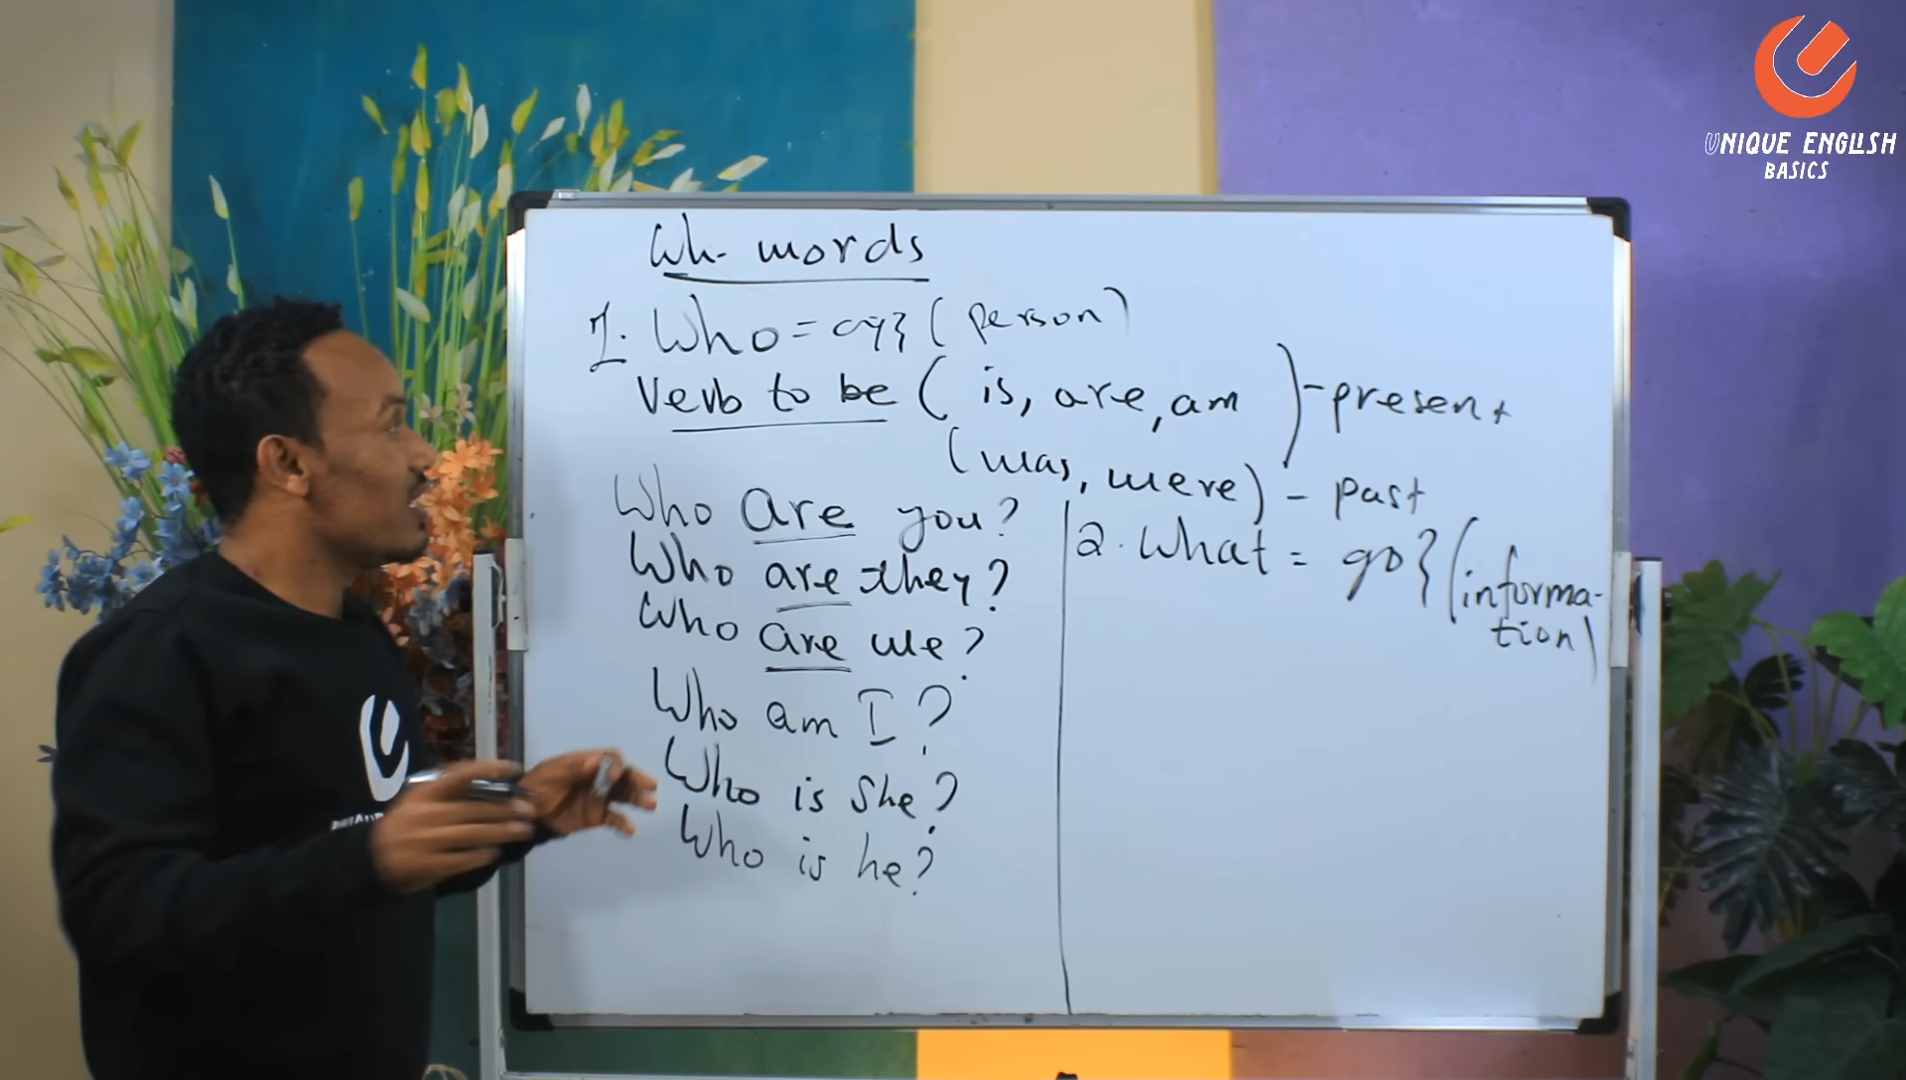 UNIQUE ENGLISH
BASICS
Wh- words
1. Who = ማን (person)
Verb to be ( is, are, am ) - present
(was, were) - past
Who are you?
Who are they?
Who are we?
Who am I?
Who is She?
Who is he?
2. What = ምን (informa-
tion)